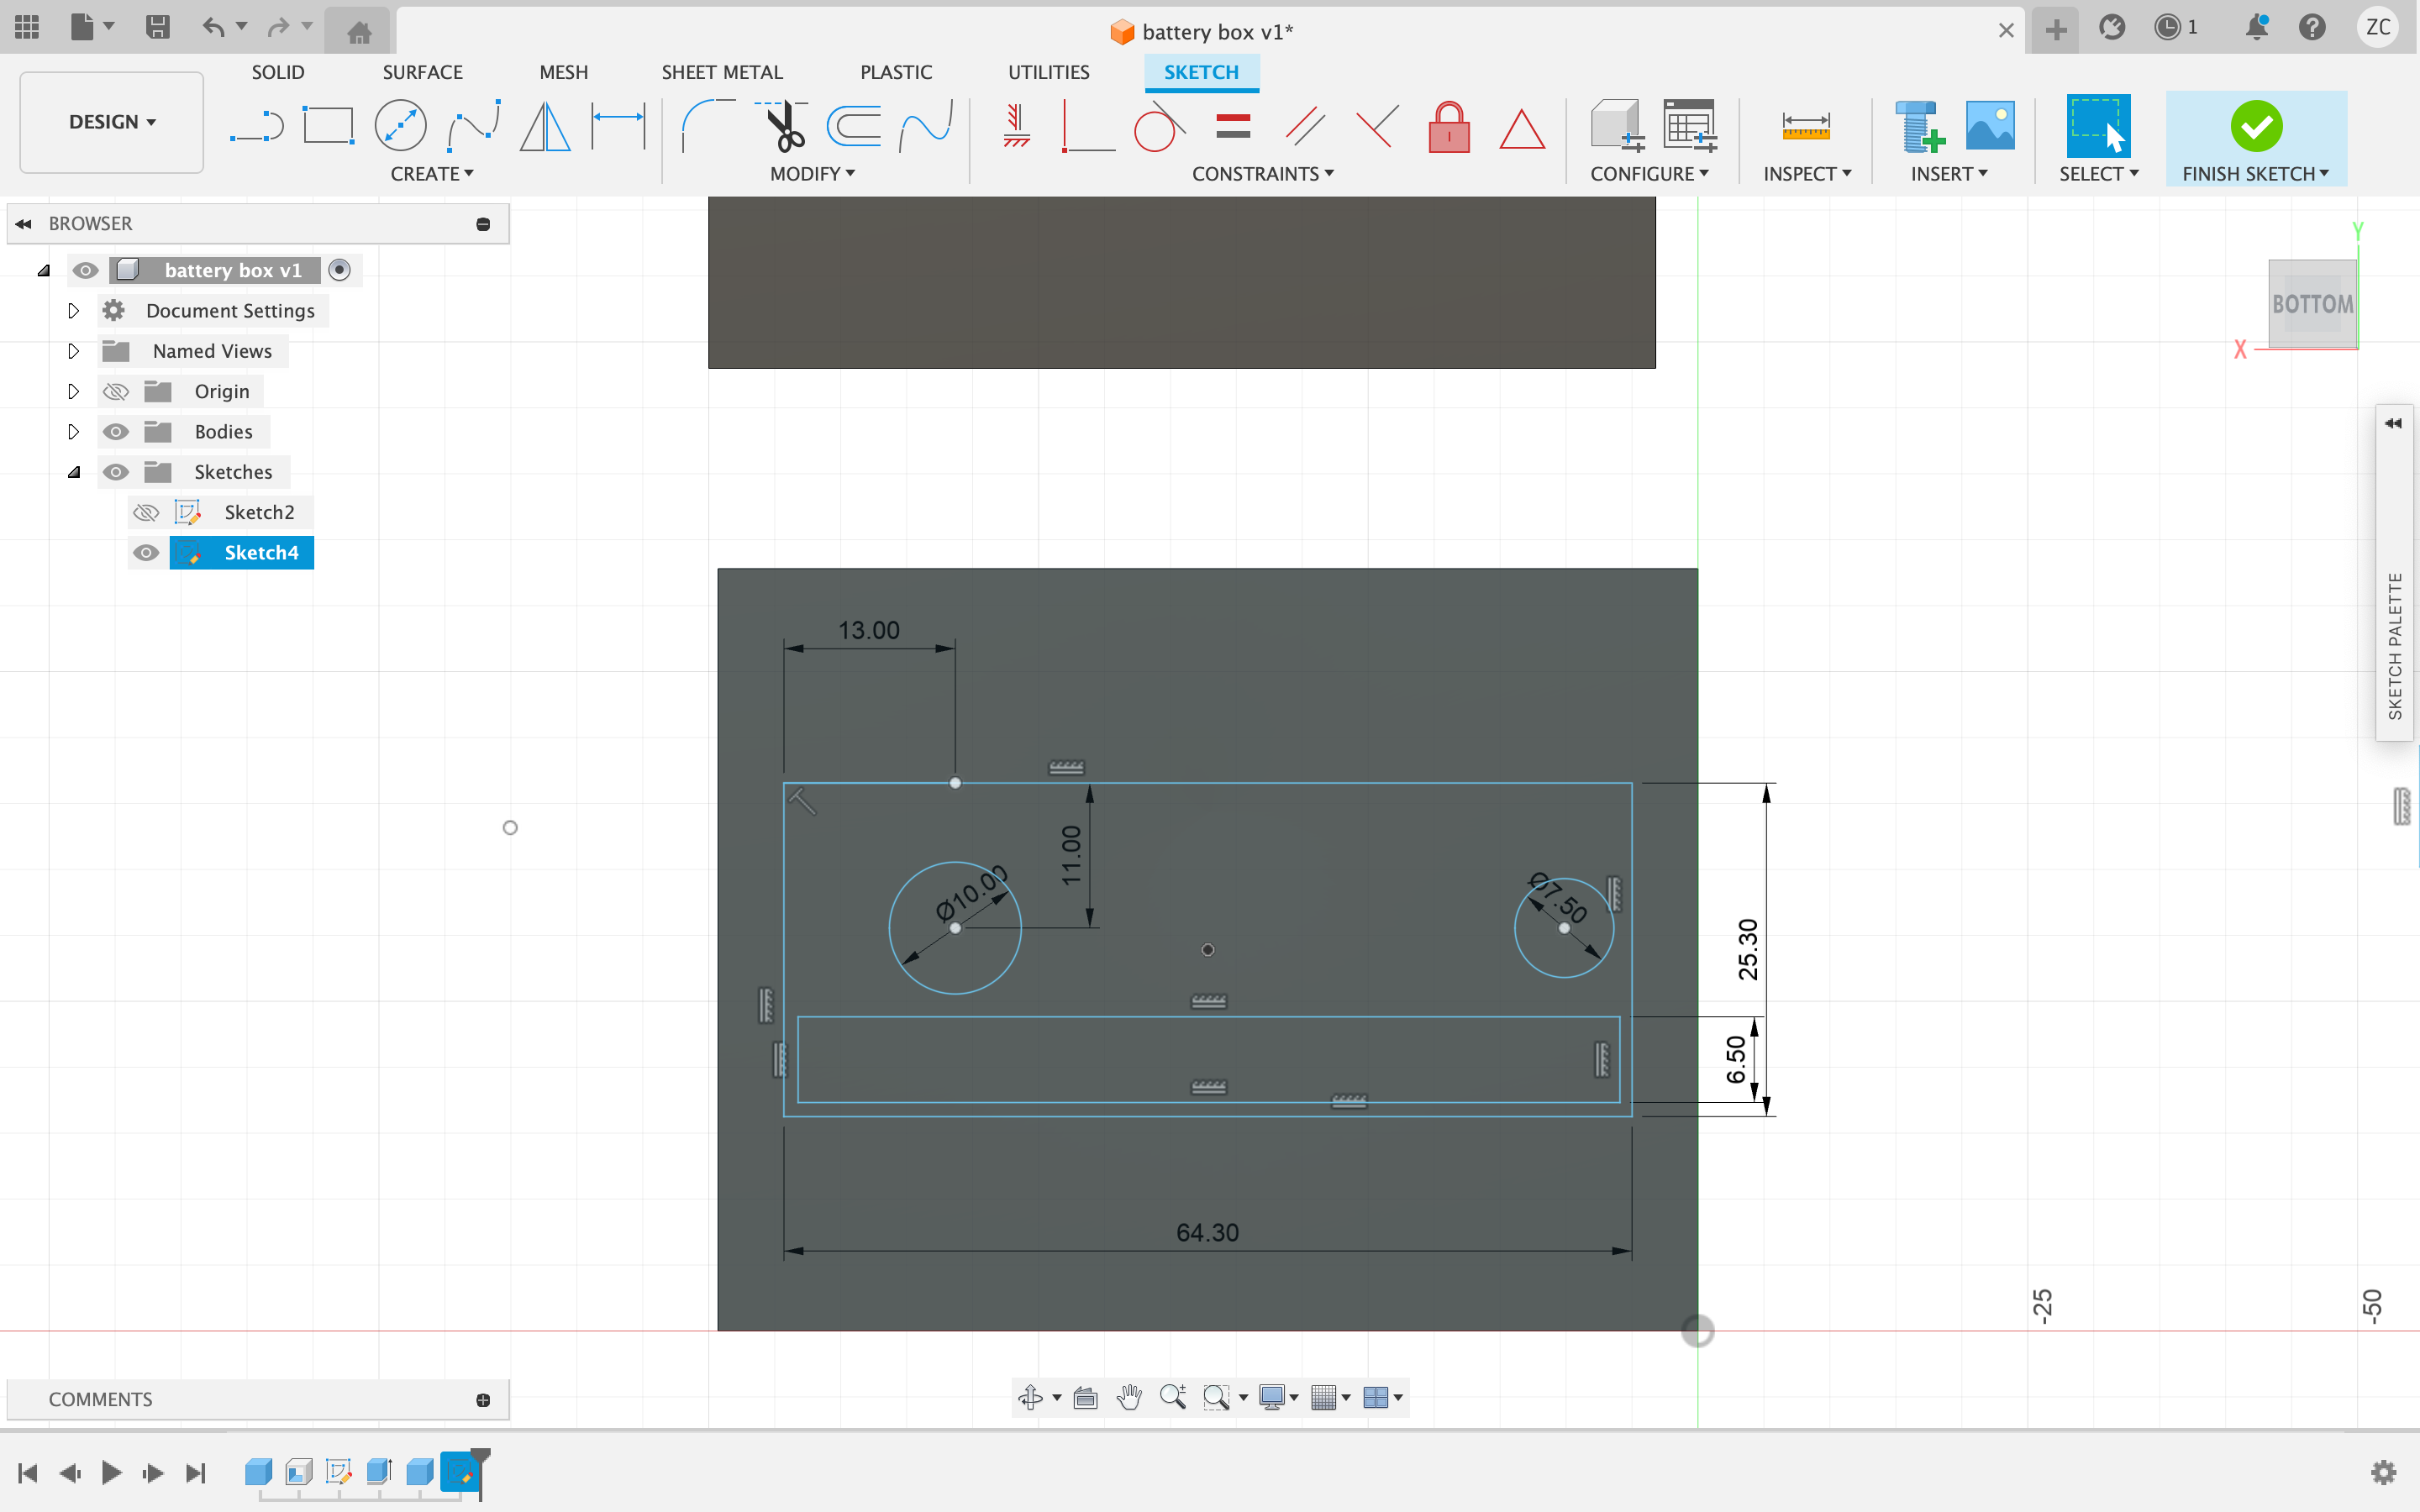 battery box v1*
1
ZC
DESIGN
SOLID
SURFACE
MESH
SHEET METAL
PLASTIC
UTILITIES
SKETCH
CREATE
MODIFY
CONSTRAINTS
CONFIGURE
INSPECT
INSERT
SELECT
FINISH SKETCH
BROWSER
battery box v1
Document Settings
Named Views
Origin
Bodies
Sketches
Sketch2
Sketch4
Y
BOTTOM
X
SKETCH PALETTE
13.00
11.00
Ø10.00
Ø7.50
25.30
6.50
64.30
-25
-50
COMMENTS